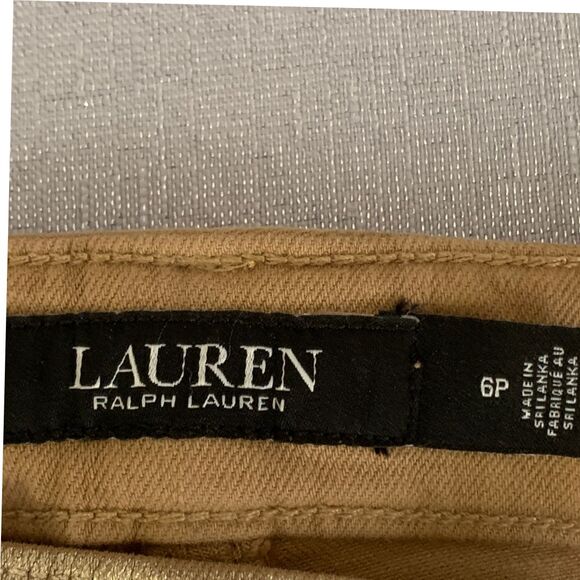 LAUREN
RALPH LAUREN
6P
MADE IN
SRI LANKA
FABRIQUÉ AU
SRI LANKA